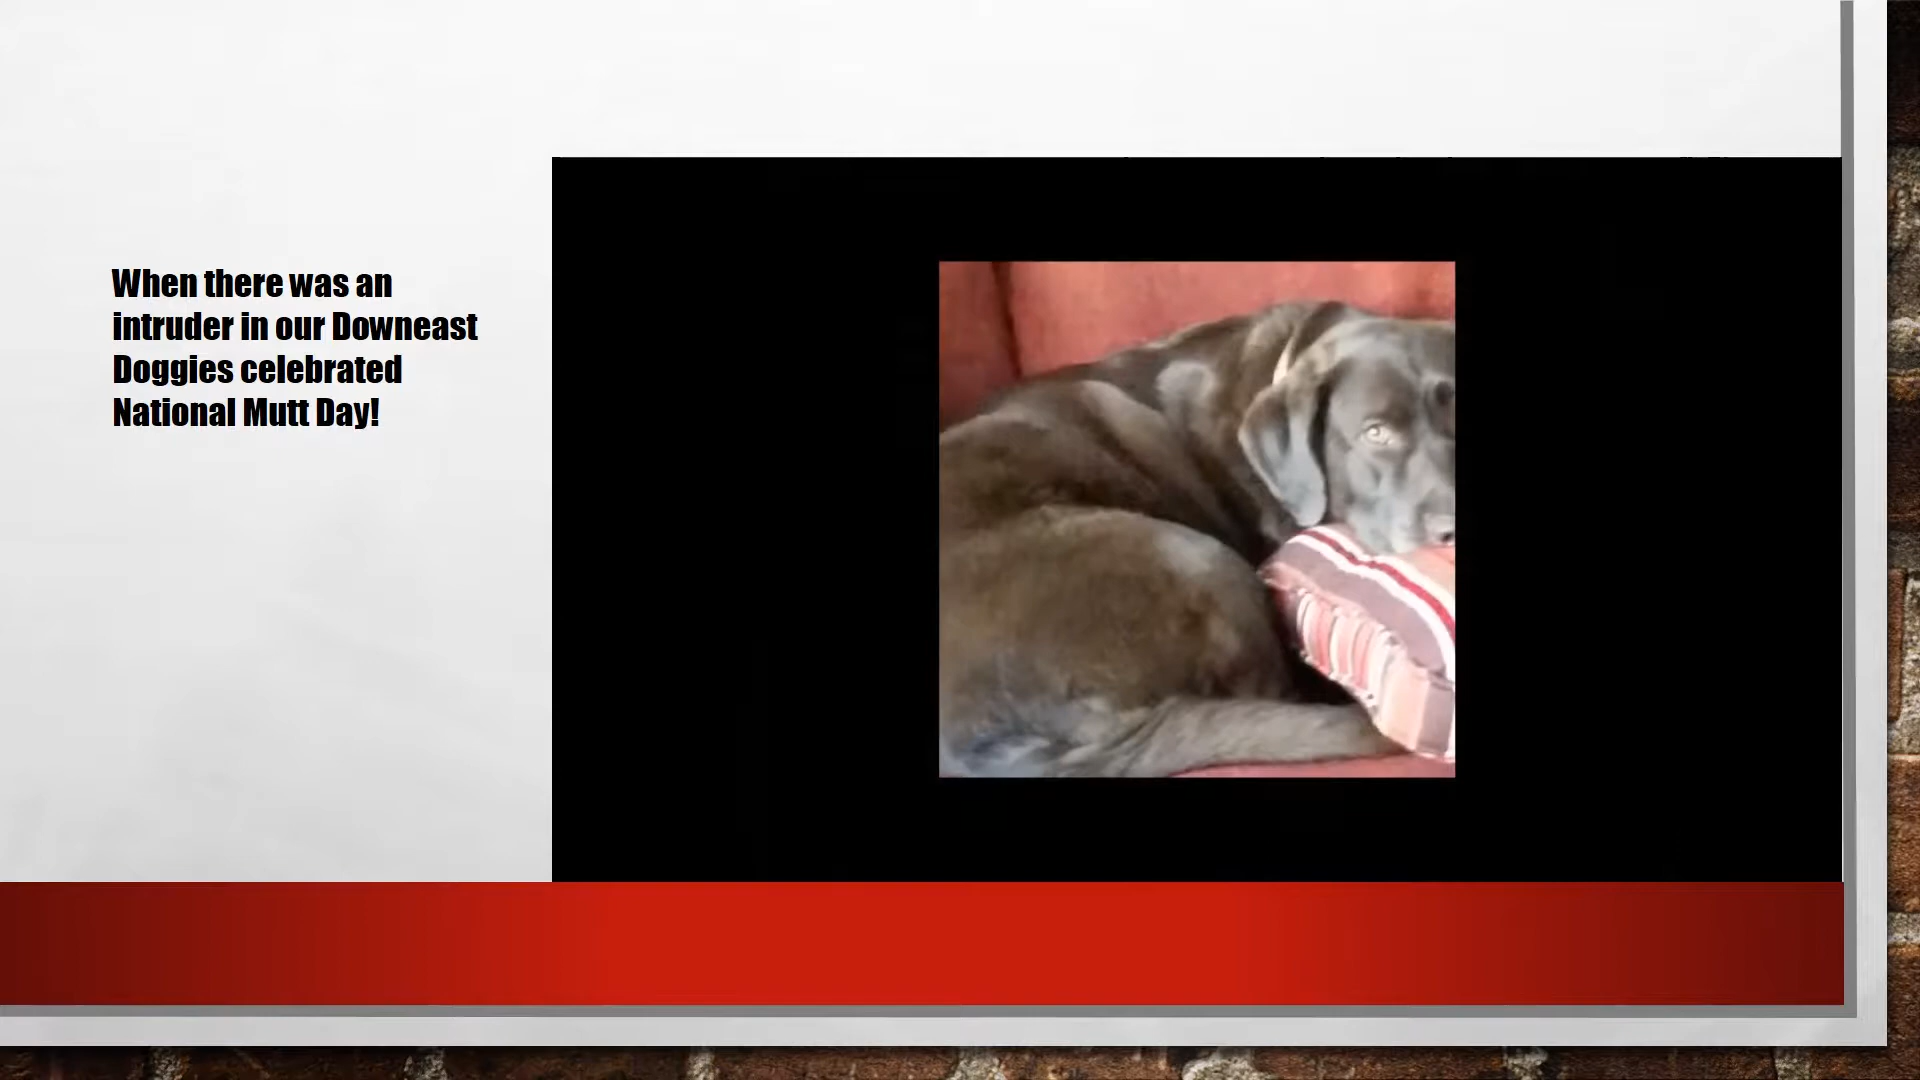 When there was an
intruder in our Downeast
Doggies celebrated
National Mutt Day!